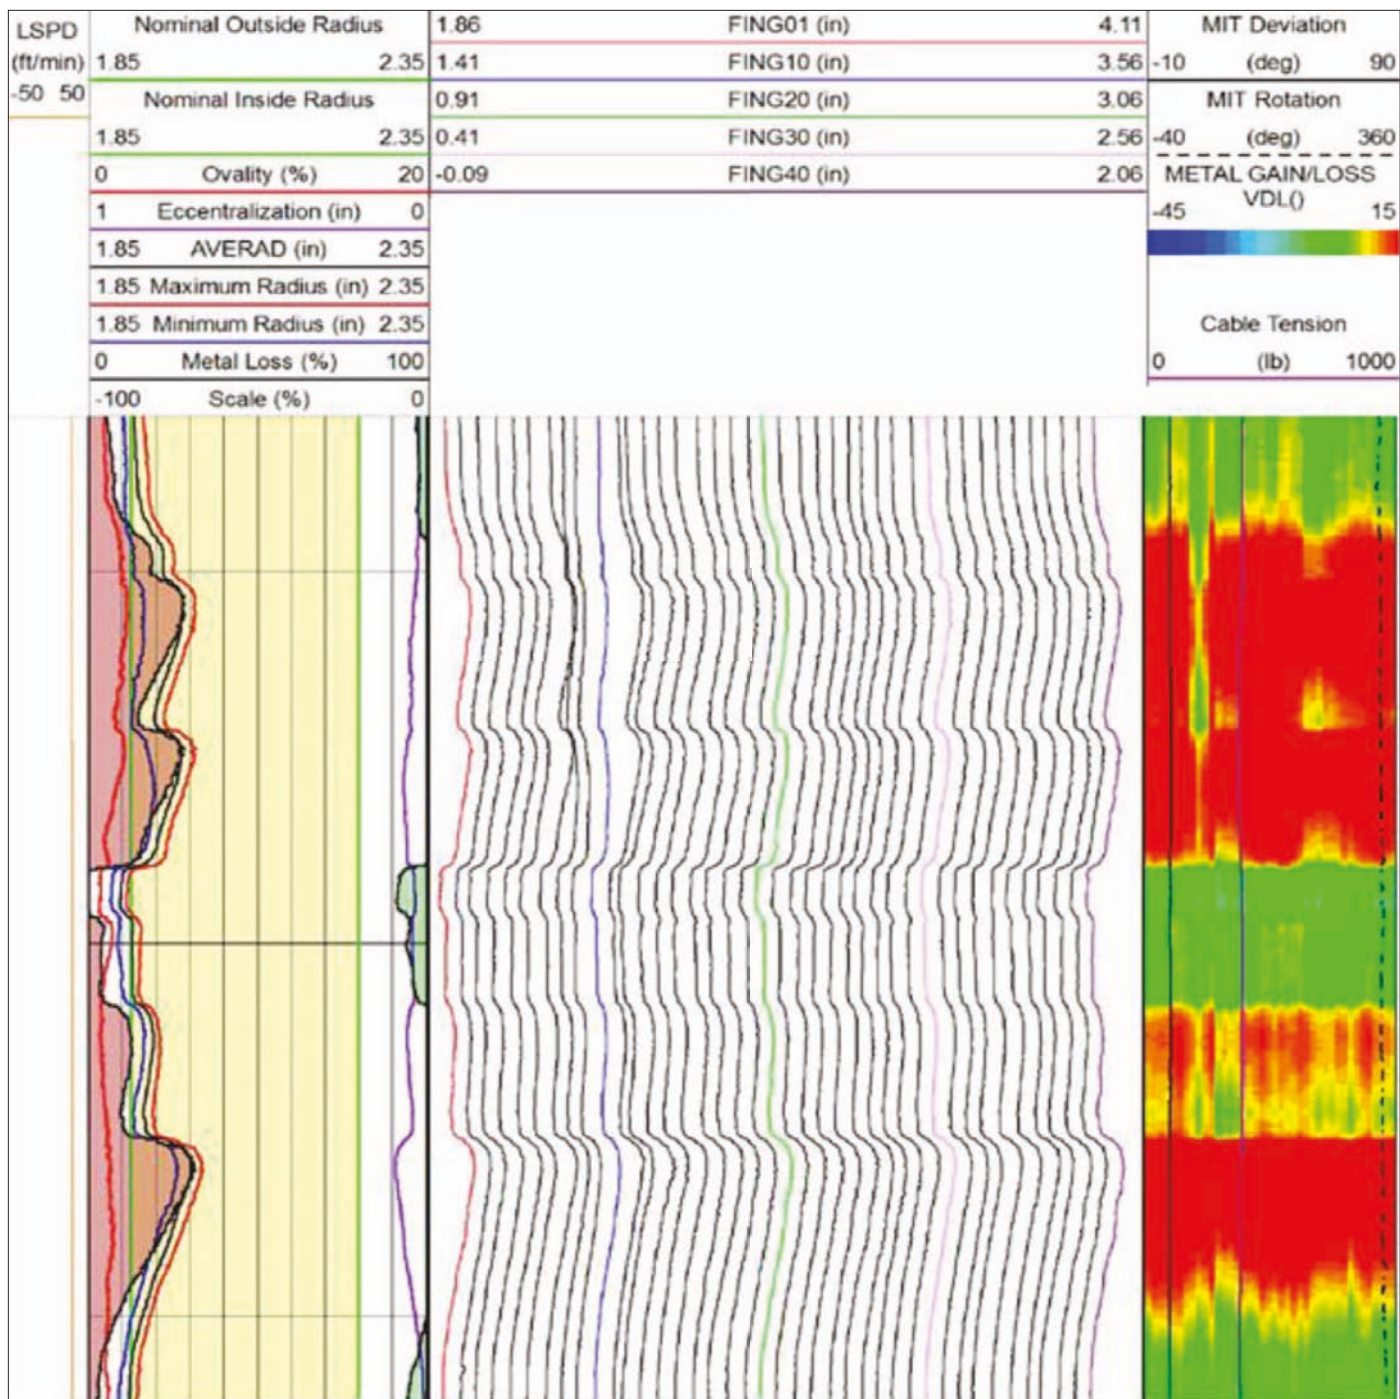 LSPD
(ft/min)
-50 50
Nominal Outside Radius
1.85 2.35
Nominal Inside Radius
1.85 2.35
0 Ovality (%) 20
1 Eccentralization (in) 0
1.85 AVERAD (in) 2.35
1.85 Maximum Radius (in) 2.35
1.85 Minimum Radius (in) 2.35
0 Metal Loss (%) 100
-100 Scale (%) 0
1.86 FING01 (in) 4.11
1.41 FING10 (in) 3.56
0.91 FING20 (in) 3.06
0.41 FING30 (in) 2.56
-0.09 FING40 (in) 2.06
MIT Deviation
-10 (deg) 90
MIT Rotation
-40 (deg) 360
METAL GAIN/LOSS
VDL()
-45 15
Cable Tension
0 (lb) 1000